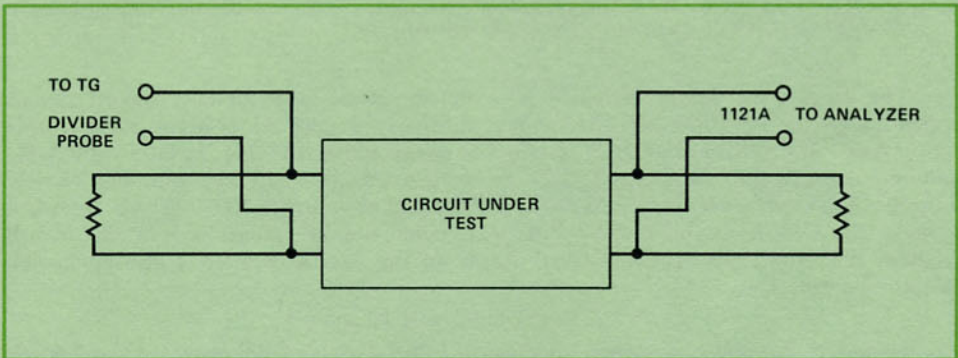 TO TG
DIVIDER
PROBE
CIRCUIT UNDER
TEST
1121A TO ANALYZER